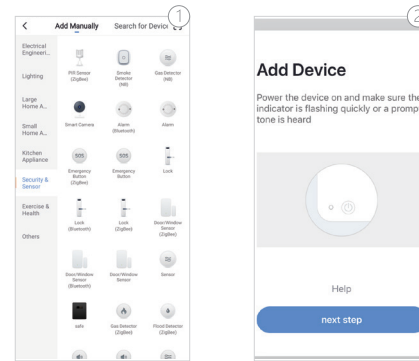 1
Add Manually Search for Device
Electrical
Engineeri...
Lighting
Large
Home A...
Small
Home A...
Kitchen
Appliance
Security &
Sensor
Exercise &
Health
Others
PIR Sensor
(ZigBee)
Smoke
Detector
(NB)
Gas Detector
(NB)
Smart Camera
Alarm
(Bluetooth)
Alarm
SOS
Emergency
Button
(ZigBee)
SOS
Emergency
Button
Lock
Lock
(Bluetooth)
Lock
(ZigBee)
Door/Window
Sensor
(ZigBee)
Door/Window
Sensor
(Bluetooth)
Door/Window
Sensor
Sensor
safe
Gas Detector
(ZigBee)
Flood Detector
(ZigBee)
2
Add Device
Power the device on and make sure the
indicator is flashing quickly or a prompt
tone is heard
Help
next step